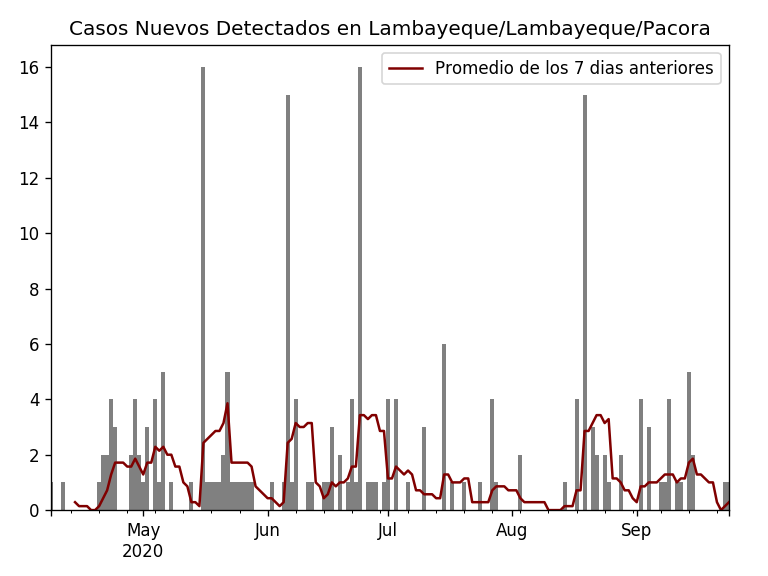 Casos Nuevos Detectados en Lambayeque/Lambayeque/Pacora
Promedio de los 7 dias anteriores
16
14
12
10
8
6
4
2
0
May
2020
Jun
Jul
Aug
Sep